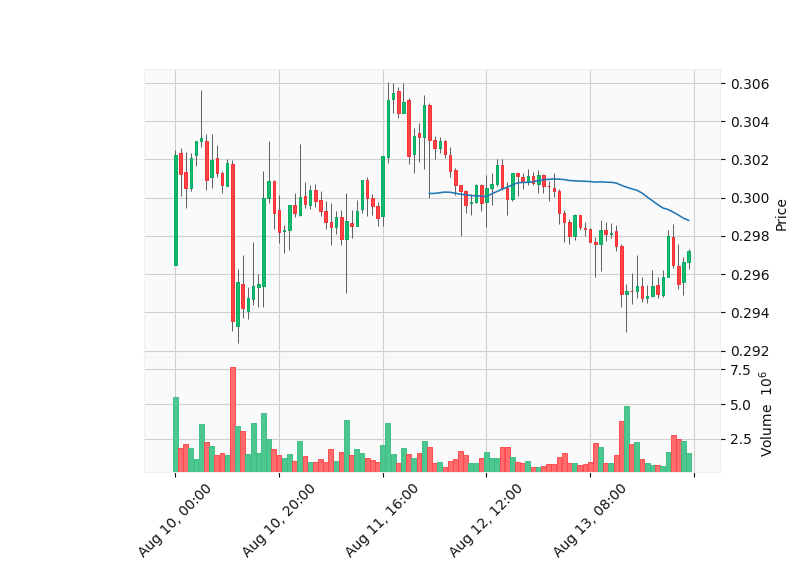 0.306
0.304
0.302
0.300
0.298
0.296
0.294
0.292
Price
7.5
5.0
2.5
Volume 10^6
Aug 10, 00:00
Aug 10, 20:00
Aug 11, 16:00
Aug 12, 12:00
Aug 13, 08:00